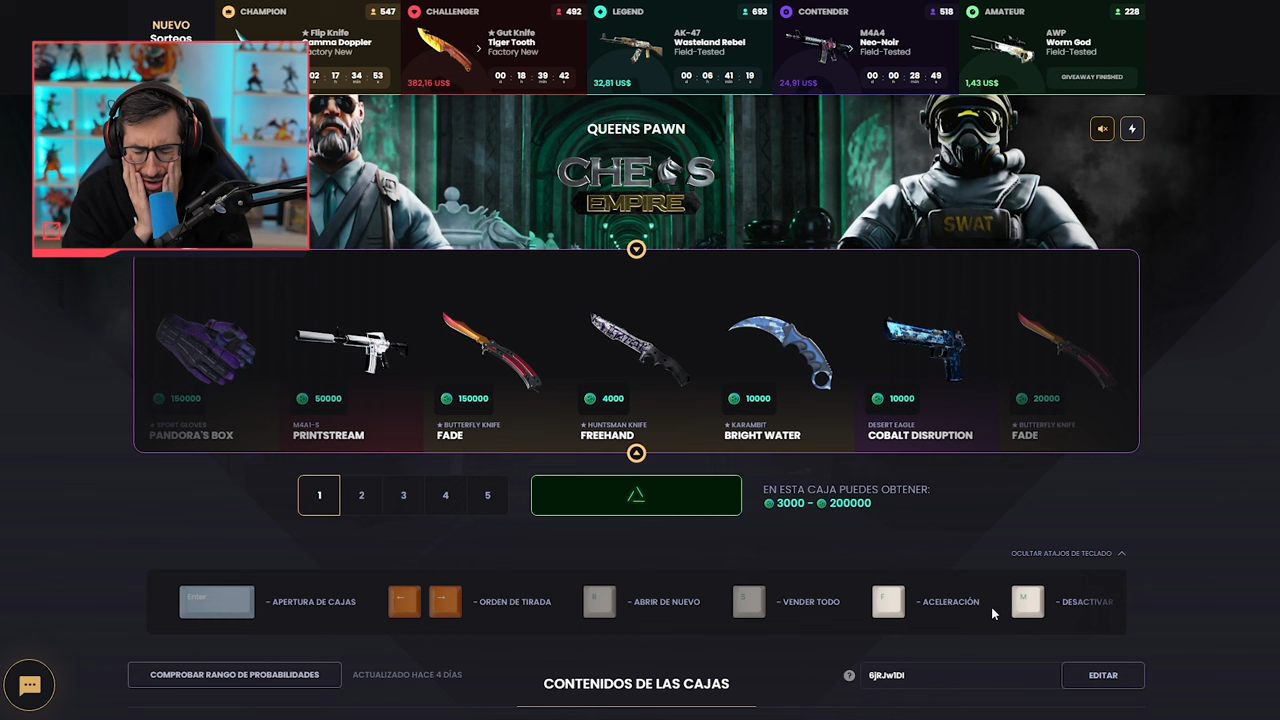 NUEVO
Sorteos
CHAMPION
547
★ Flip Knife
Gamma Doppler
Factory New
02 : 17 : 34 : 53
CHALLENGER
492
★ Gut Knife
Tiger Tooth
Factory New
382,16 US$
00 : 18 : 39 : 42
LEGEND
693
AK-47
Wasteland Rebel
Field-Tested
32,81 US$
00 : 06 : 41 : 19
CONTENDER
518
M4A4
Neo-Noir
Field-Tested
24,91 US$
00 : 00 : 28 : 49
AMATEUR
228
AWP
Worm God
Field-Tested
1,43 US$
GIVEAWAY FINISHED
QUEENS PAWN
CHESS
EMPIRE
SWAT
150000
★ SPORT GLOVES
PANDORA'S BOX
50000
M4A1-S
PRINTSTREAM
150000
★ BUTTERFLY KNIFE
FADE
4000
★ HUNTSMAN KNIFE
FREEHAND
10000
★ KARAMBIT
BRIGHT WATER
10000
DESERT EAGLE
COBALT DISRUPTION
20000
★ BUTTERFLY KNIFE
FADE
1 2 3 4 5
EN ESTA CAJA PUEDES OBTENER:
3000 - 200000
OCULTAR ATAJOS DE TECLADO
Enter - APERTURA DE CAJAS
← → - ORDEN DE TIRADA
R - ABRIR DE NUEVO
S - VENDER TODO
F - ACELERACIÓN
M - DESACTIVAR
COMPROBAR RANGO DE PROBABILIDADES
ACTUALIZADO HACE 4 DÍAS
CONTENIDOS DE LAS CAJAS
?
6jRJw1DI
EDITAR